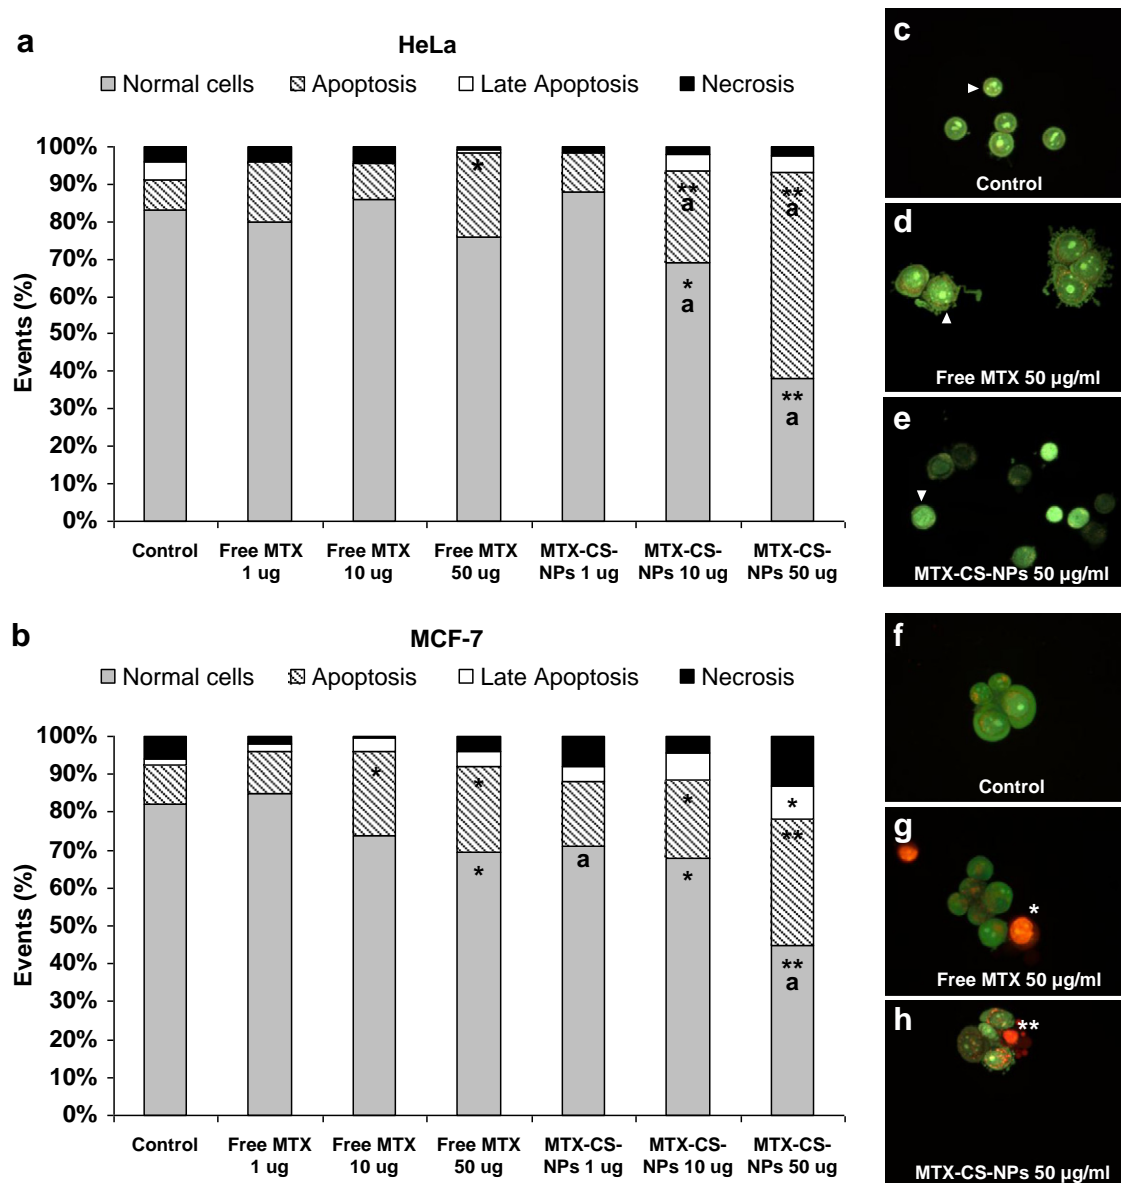 a
HeLa
Normal cells Apoptosis Late Apoptosis Necrosis
Events (%)
100%
90%
80%
70%
60%
50%
40%
30%
20%
10%
0%
*
**
a
*
a
**
a
**
a
Control
Free MTX
1 ug
Free MTX
10 ug
Free MTX
50 ug
MTX-CS-
NPs 1 ug
MTX-CS-
NPs 10 ug
MTX-CS-
NPs 50 ug
b
MCF-7
Normal cells Apoptosis Late Apoptosis Necrosis
Events (%)
100%
90%
80%
70%
60%
50%
40%
30%
20%
10%
0%
*
*
*
a
*
*
*
**
**
a
Control
Free MTX
1 ug
Free MTX
10 ug
Free MTX
50 ug
MTX-CS-
NPs 1 ug
MTX-CS-
NPs 10 ug
MTX-CS-
NPs 50 ug
c
Control
d
Free MTX 50 µg/ml
e
MTX-CS-NPs 50 µg/ml
f
Control
g
*
Free MTX 50 µg/ml
h
**
MTX-CS-NPs 50 µg/ml